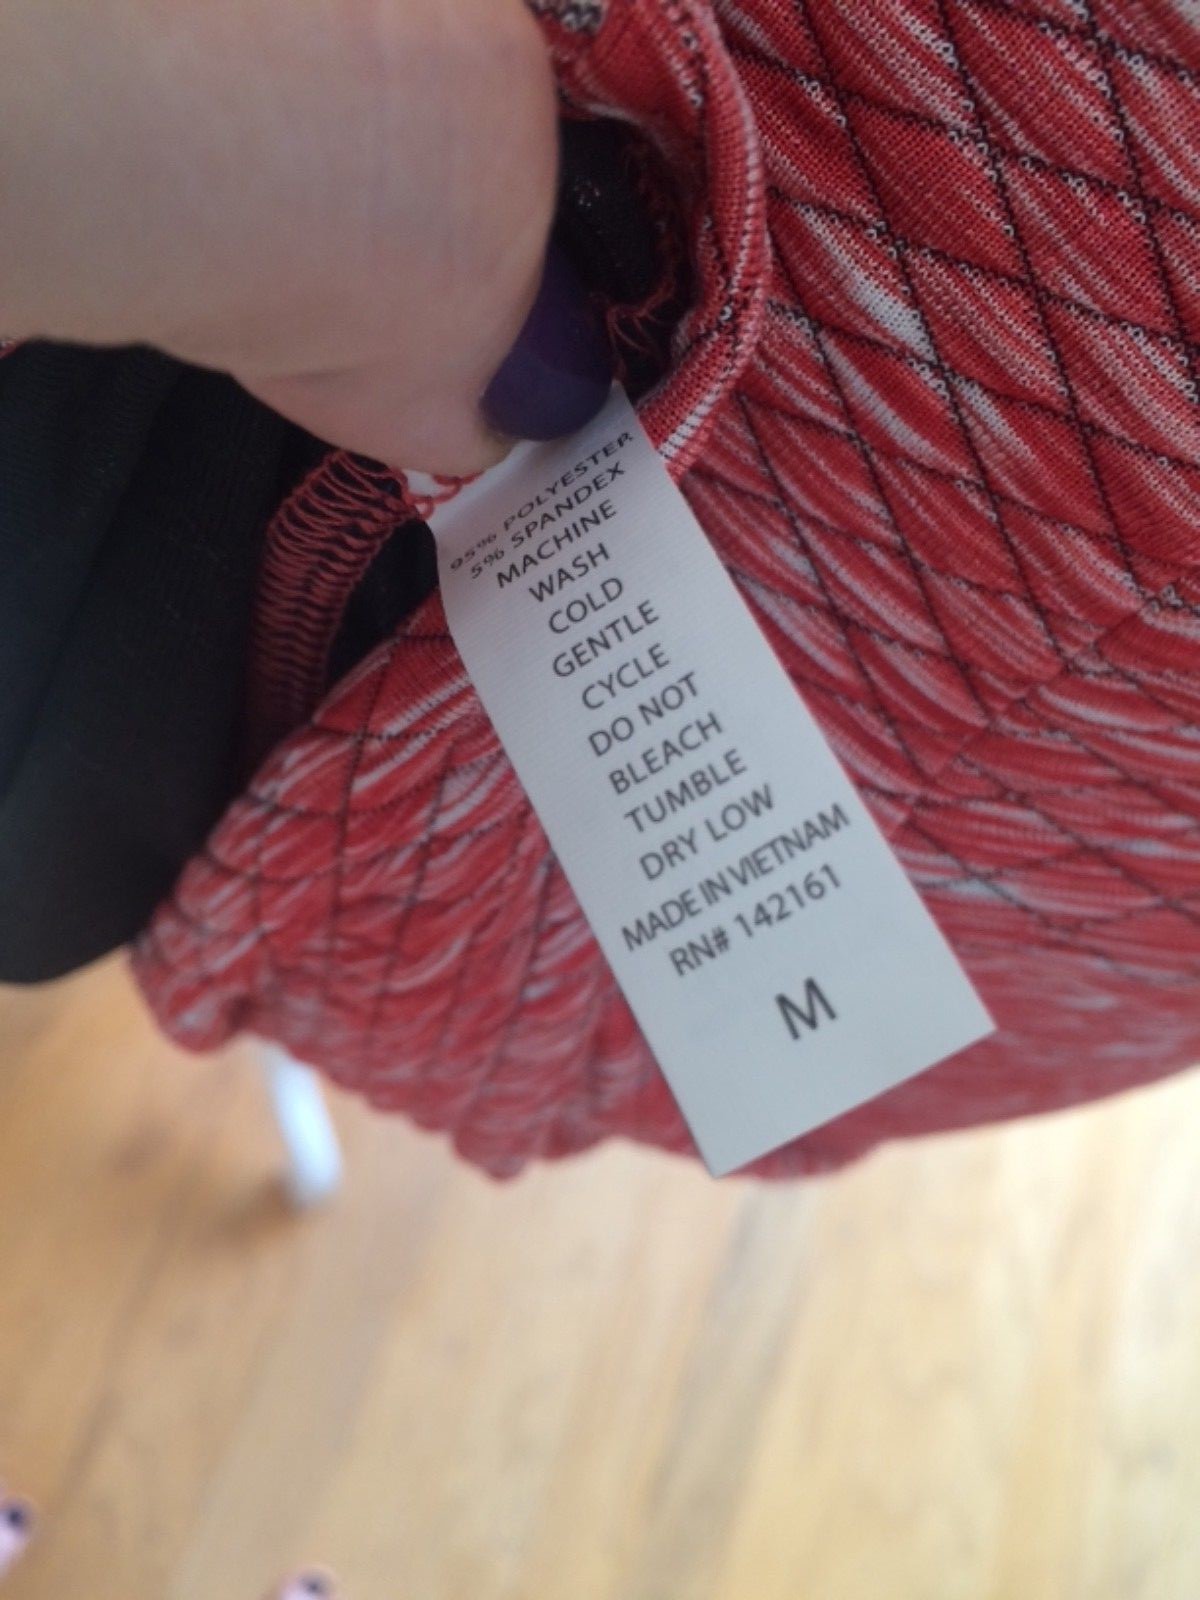 95% POLYESTER
5% SPANDEX
MACHINE
WASH
COLD
GENTLE
CYCLE
DO NOT
BLEACH
TUMBLE
DRY LOW
MADE IN VIETNAM
RN# 142161
M